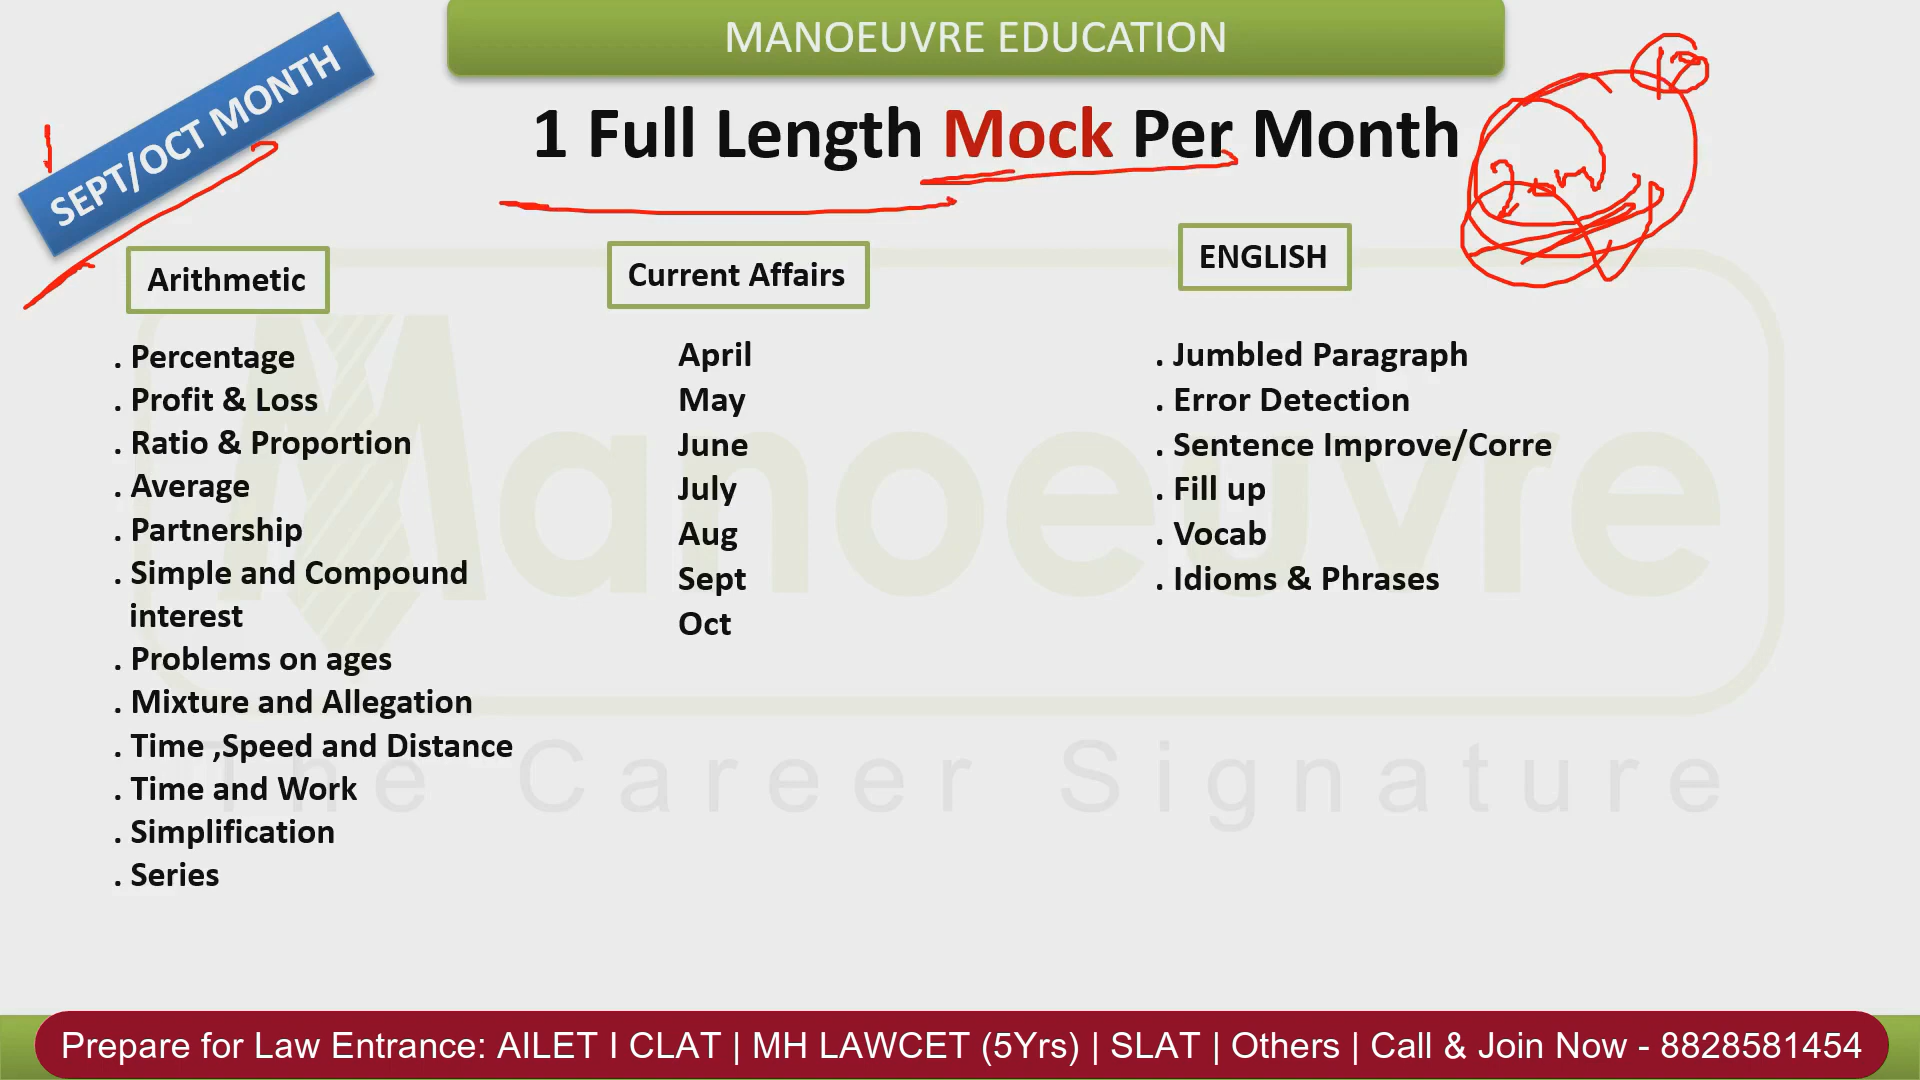 MANOEUVRE EDUCATION
SEPT/OCT MONTH
1 Full Length Mock Per Month
12
Arithmetic
. Percentage
. Profit & Loss
. Ratio & Proportion
. Average
. Partnership
. Simple and Compound
interest
. Problems on ages
. Mixture and Allegation
. Time ,Speed and Distance
. Time and Work
. Simplification
. Series
Current Affairs
April
May
June
July
Aug
Sept
Oct
ENGLISH
. Jumbled Paragraph
. Error Detection
. Sentence Improve/Corre
. Fill up
. Vocab
. Idioms & Phrases
Manoeuvre
The Career Signature
Prepare for Law Entrance: AILET I CLAT | MH LAWCET (5Yrs) | SLAT | Others | Call & Join Now - 8828581454